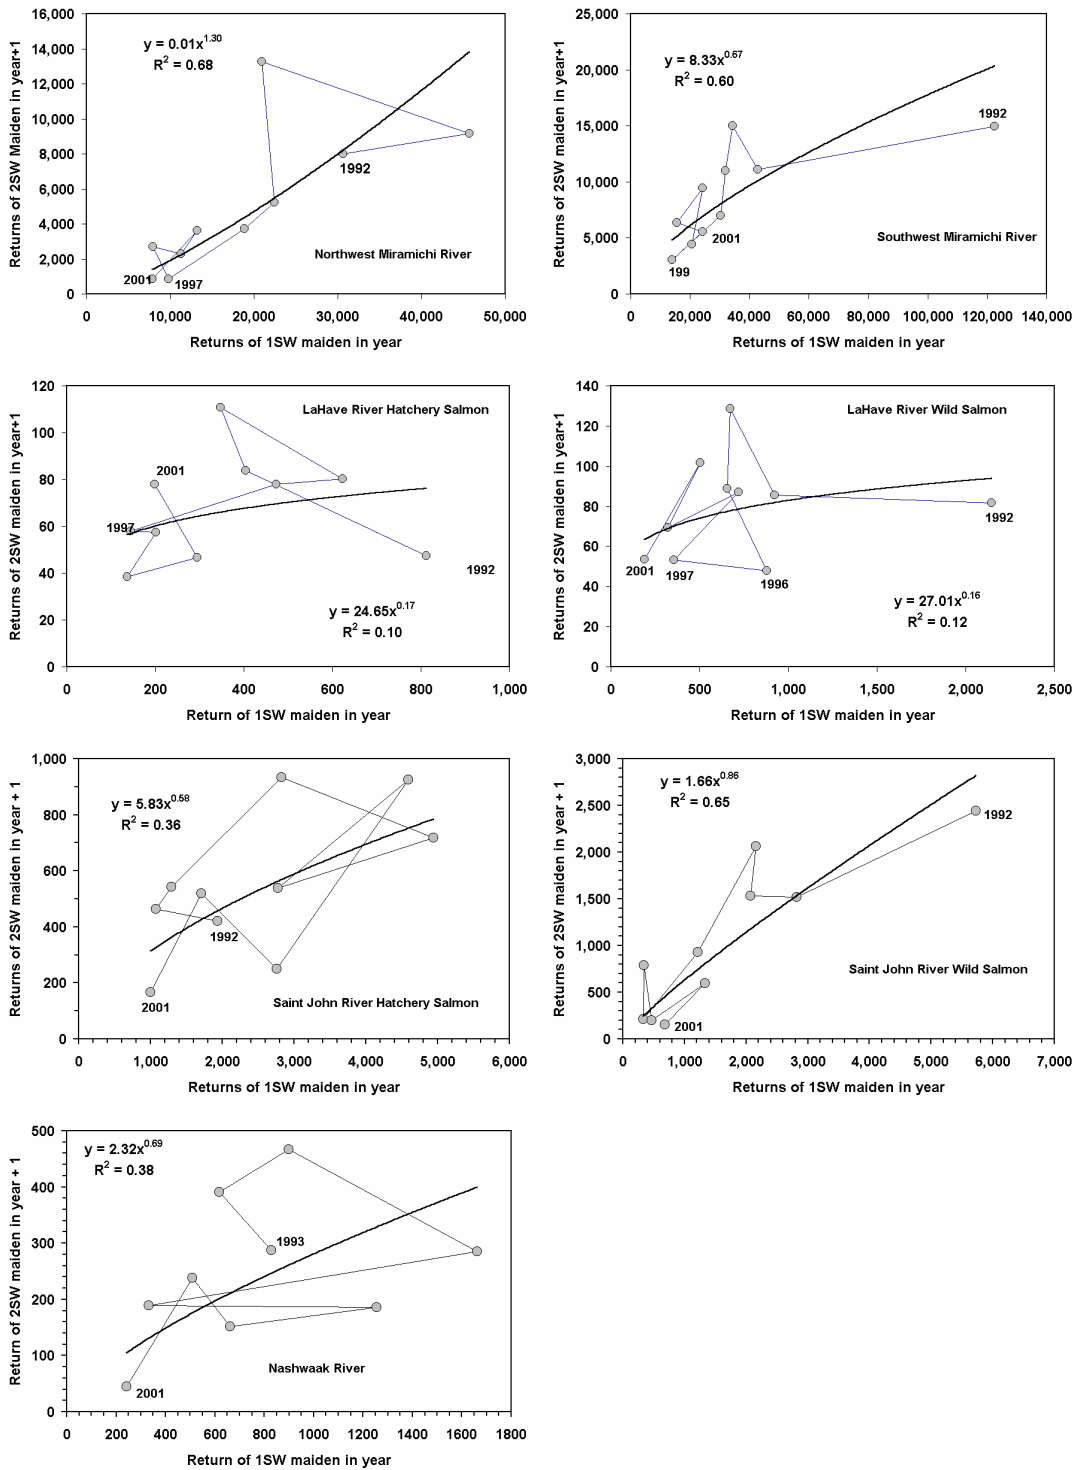 16,000
14,000
12,000
10,000
8,000
6,000
4,000
2,000
0
Returns of 2SW Maiden in year+1
y = 0.01x^1.30
R^2 = 0.68
1992
Northwest Miramichi River
2001
1997
0 10,000 20,000 30,000 40,000 50,000
Returns of 1SW maiden in year
25,000
20,000
15,000
10,000
5,000
0
Returns of 2SW maiden in year+1
y = 8.33x^0.67
R^2 = 0.60
1992
2001
Southwest Miramichi River
199
0 20,000 40,000 60,000 80,000 100,000 120,000 140,000
Returns of 1SW maiden in year
120
100
80
60
40
20
0
Returns of 2SW maiden in year+1
LaHave River Hatchery Salmon
2001
1997
1992
y = 24.65x^0.17
R^2 = 0.10
0 200 400 600 800 1,000
Return of 1SW maiden in year
140
120
100
80
60
40
20
0
Returns of 2SW maiden in year+1
LaHave River Wild Salmon
1992
2001
1997
1996
y = 27.01x^0.16
R^2 = 0.12
0 500 1,000 1,500 2,000 2,500
Return of 1SW maiden in year
1,000
800
600
400
200
0
Returns of 2SW maiden in year + 1
y = 5.83x^0.58
R^2 = 0.36
1992
2001
Saint John River Hatchery Salmon
0 1,000 2,000 3,000 4,000 5,000 6,000
Returns of 1SW maiden in year
3,000
2,500
2,000
1,500
1,000
500
0
Returns of 2SW maiden in year + 1
y = 1.66x^0.86
R^2 = 0.65
1992
Saint John River Wild Salmon
2001
0 1,000 2,000 3,000 4,000 5,000 6,000 7,000
Returns of 1SW maiden in year
500
400
300
200
100
0
Return of 2SW maiden in year + 1
y = 2.32x^0.69
R^2 = 0.38
1993
Nashwaak River
2001
0 200 400 600 800 1000 1200 1400 1600 1800
Return of 1SW maiden in year